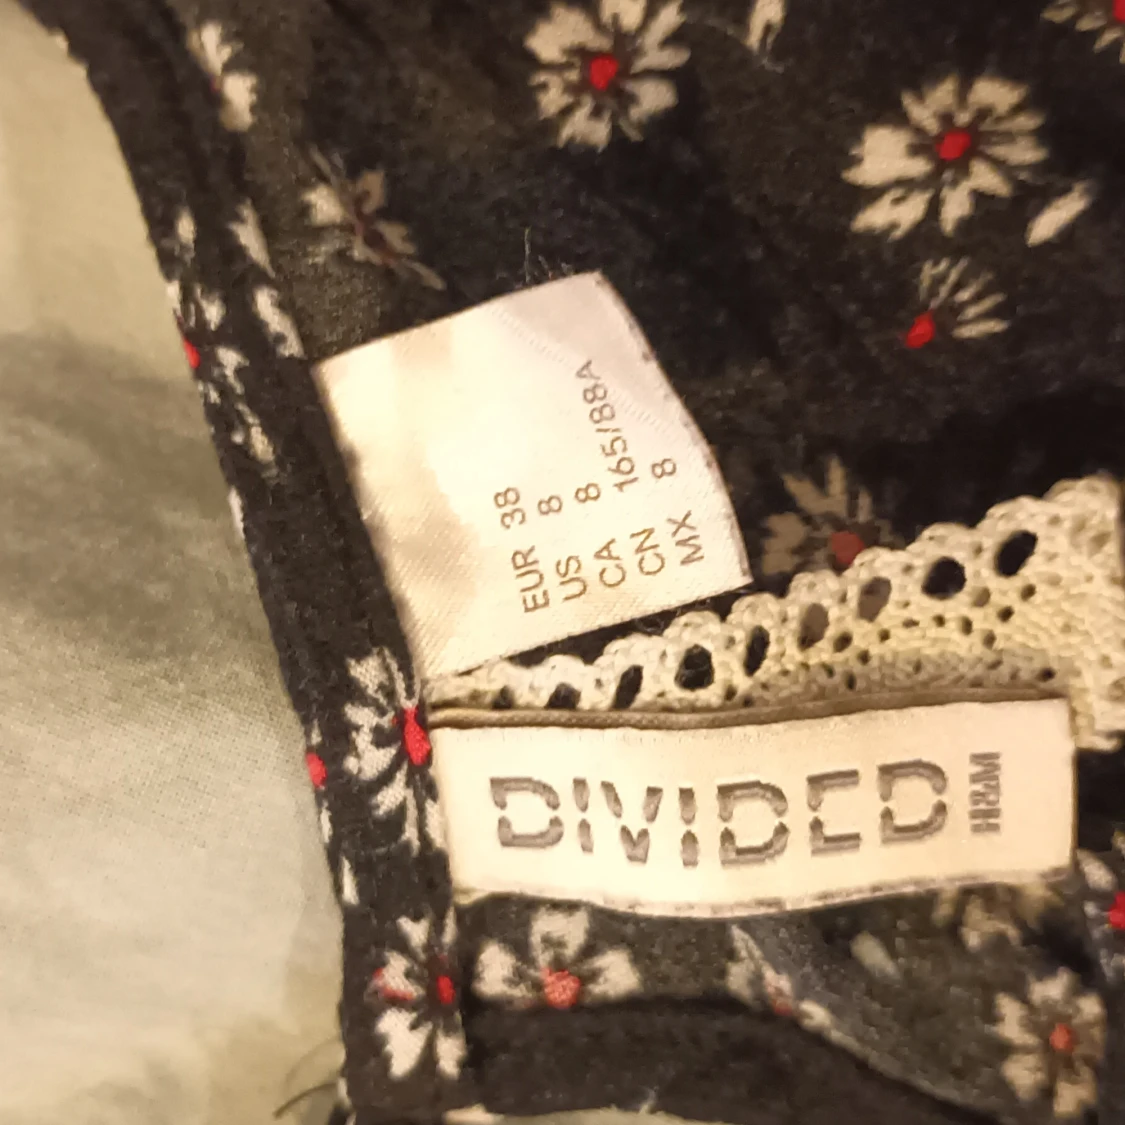 EUR 38
US 8
CA 8
CN 165/88A
MX 8
DIVIDED
H&M